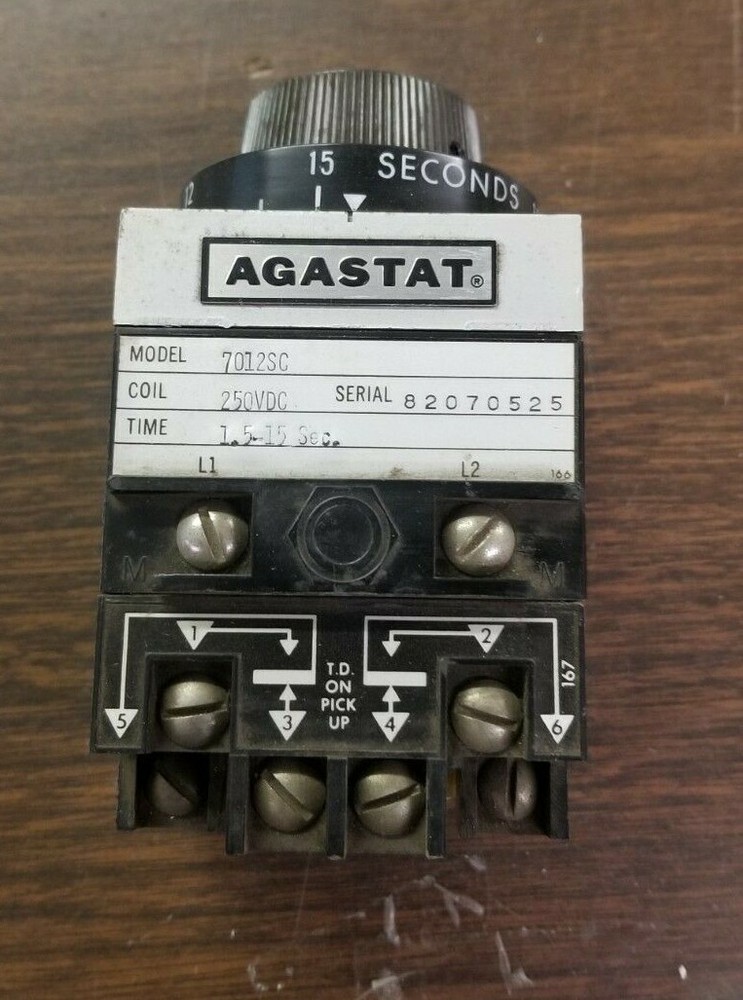 12 15 SECONDS
AGASTAT®
MODEL 7012SC
COIL 250VDC SERIAL 82070525
TIME 1.5-15 Sec.
L1 L2 166
M M
1 2
T.D.
ON
PICK
UP
167
5 3 4 6